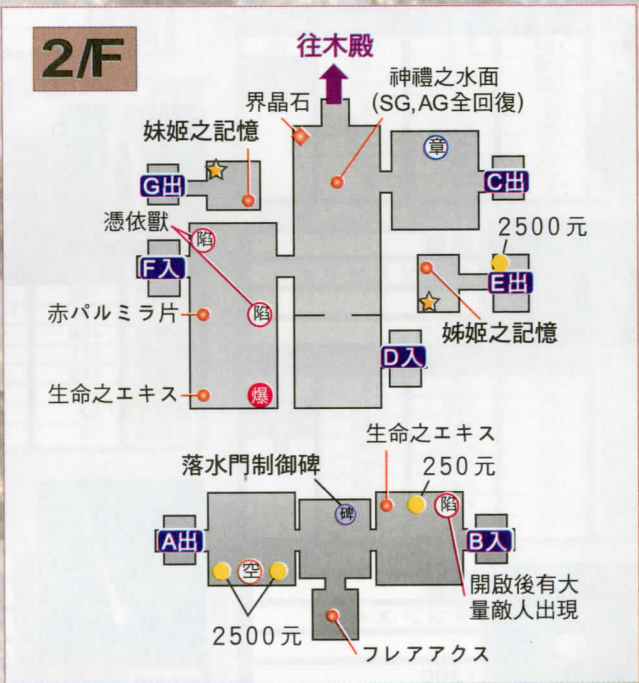 2/F
往木殿
神禮之水面
(SG,AG全回復)
界晶石
妹姬之記憶
章
G出
C出
憑依獸
陷
2500元
F入
E出
赤パルミラ片
陷
姊姬之記憶
D入
生命之エキス
爆
生命之エキス
落水門制御碑
250元
碑
陷
A出
B入
空
開啟後有大
量敵人出現
2500元
フレアアクス
200